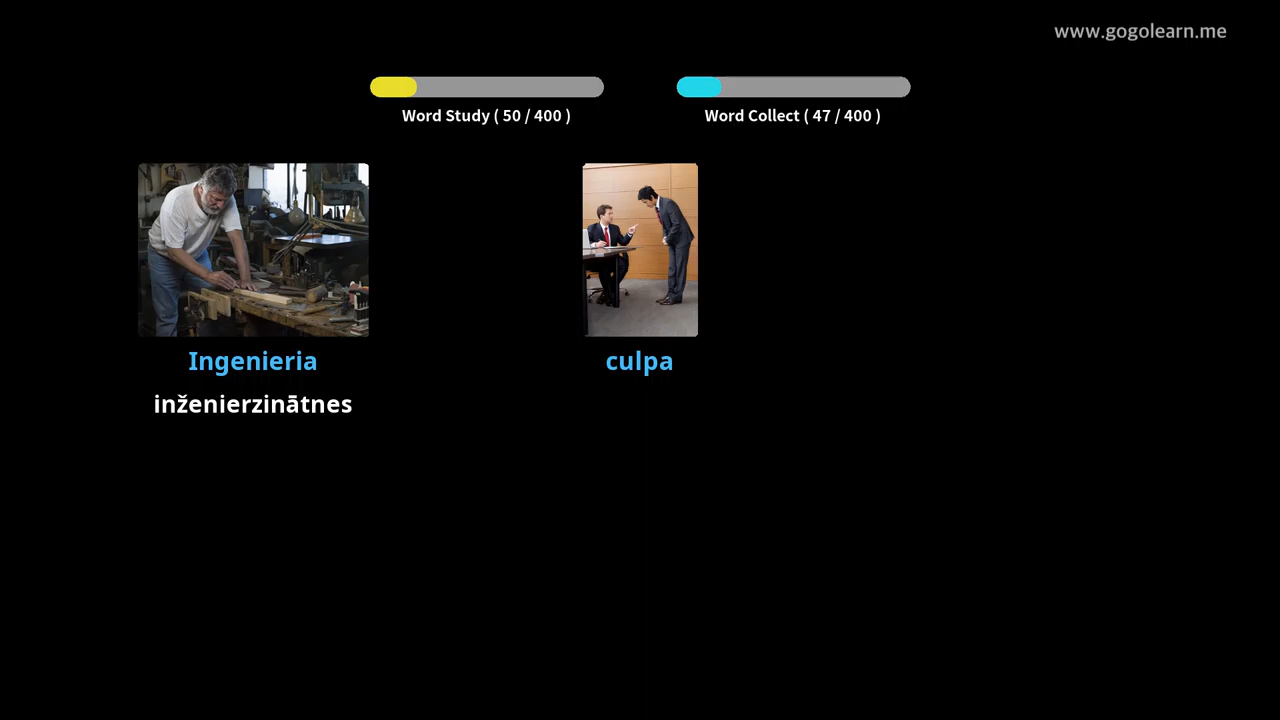 www.gogolearn.me
Word Study ( 50 / 400 )
Word Collect ( 47 / 400 )
Ingenieria
culpa
inženierzinātnes